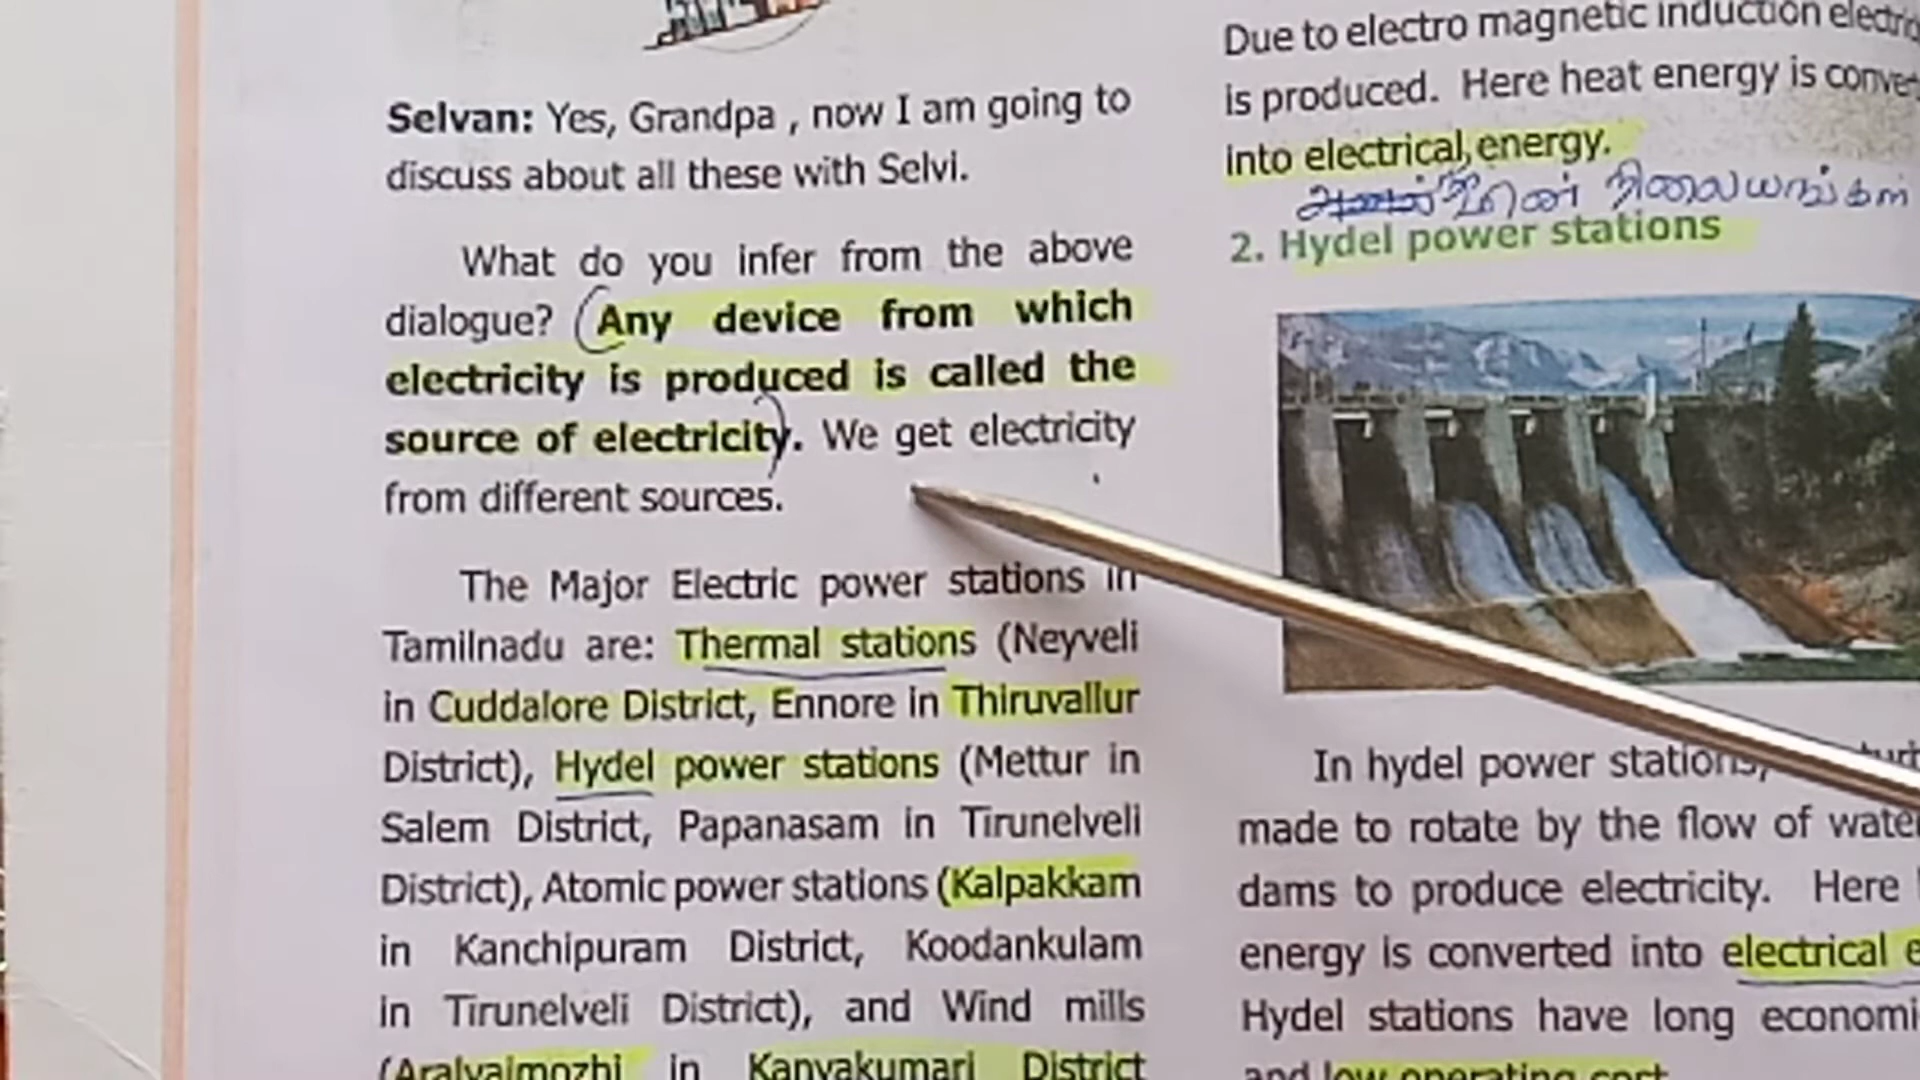 Selvan: Yes, Grandpa , now I am going to
discuss about all these with Selvi.
What do you infer from the above
dialogue? (Any device from which
electricity is produced is called the
source of electricity). We get electricity
from different sources.
The Major Electric power stations in
Tamilnadu are: Thermal stations (Neyveli
in Cuddalore District, Ennore in Thiruvallur
District), Hydel power stations (Mettur in
Salem District, Papanasam in Tirunelveli
District), Atomic power stations (Kalpakkam
in Kanchipuram District, Koodankulam
in Tirunelveli District), and Wind mills
(Aralvaimozhi in Kanyakumari District
Due to electro magnetic induction
is produced. Here heat energy is
into electrical, energy.
நிலையங்கள்
2. Hydel power stations
In hydel power stations,
made to rotate by the flow of
dams to produce electricity. Here
energy is converted into electrical
Hydel stations have long
and low operating cost